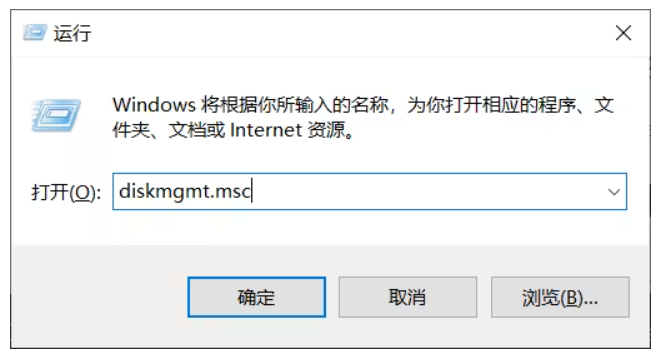 运行
Windows 将根据你所输入的名称，为你打开相应的程序、文
件夹、文档或 Internet 资源。
打开(O): diskmgmt.msc
确定 取消 浏览(B)...